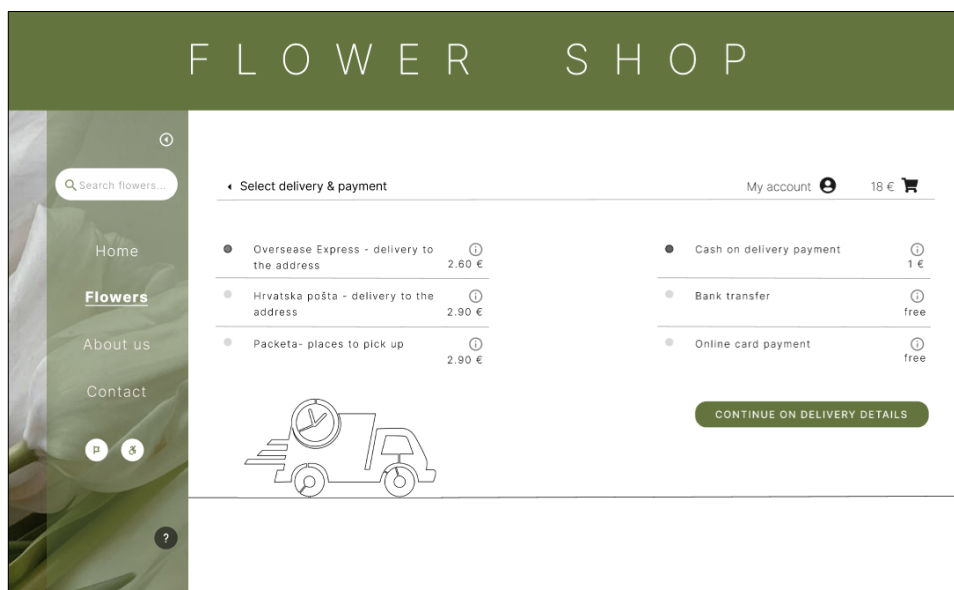 FLOWER SHOP
Search flowers...
Home
Flowers
About us
Contact
Select delivery & payment
My account
18 €
Oversease Express - delivery to
the address
2.60 €
Hrvatska pošta - delivery to the
address
2.90 €
Packeta- places to pick up
2.90 €
Cash on delivery payment
1 €
Bank transfer
free
Online card payment
free
CONTINUE ON DELIVERY DETAILS
?